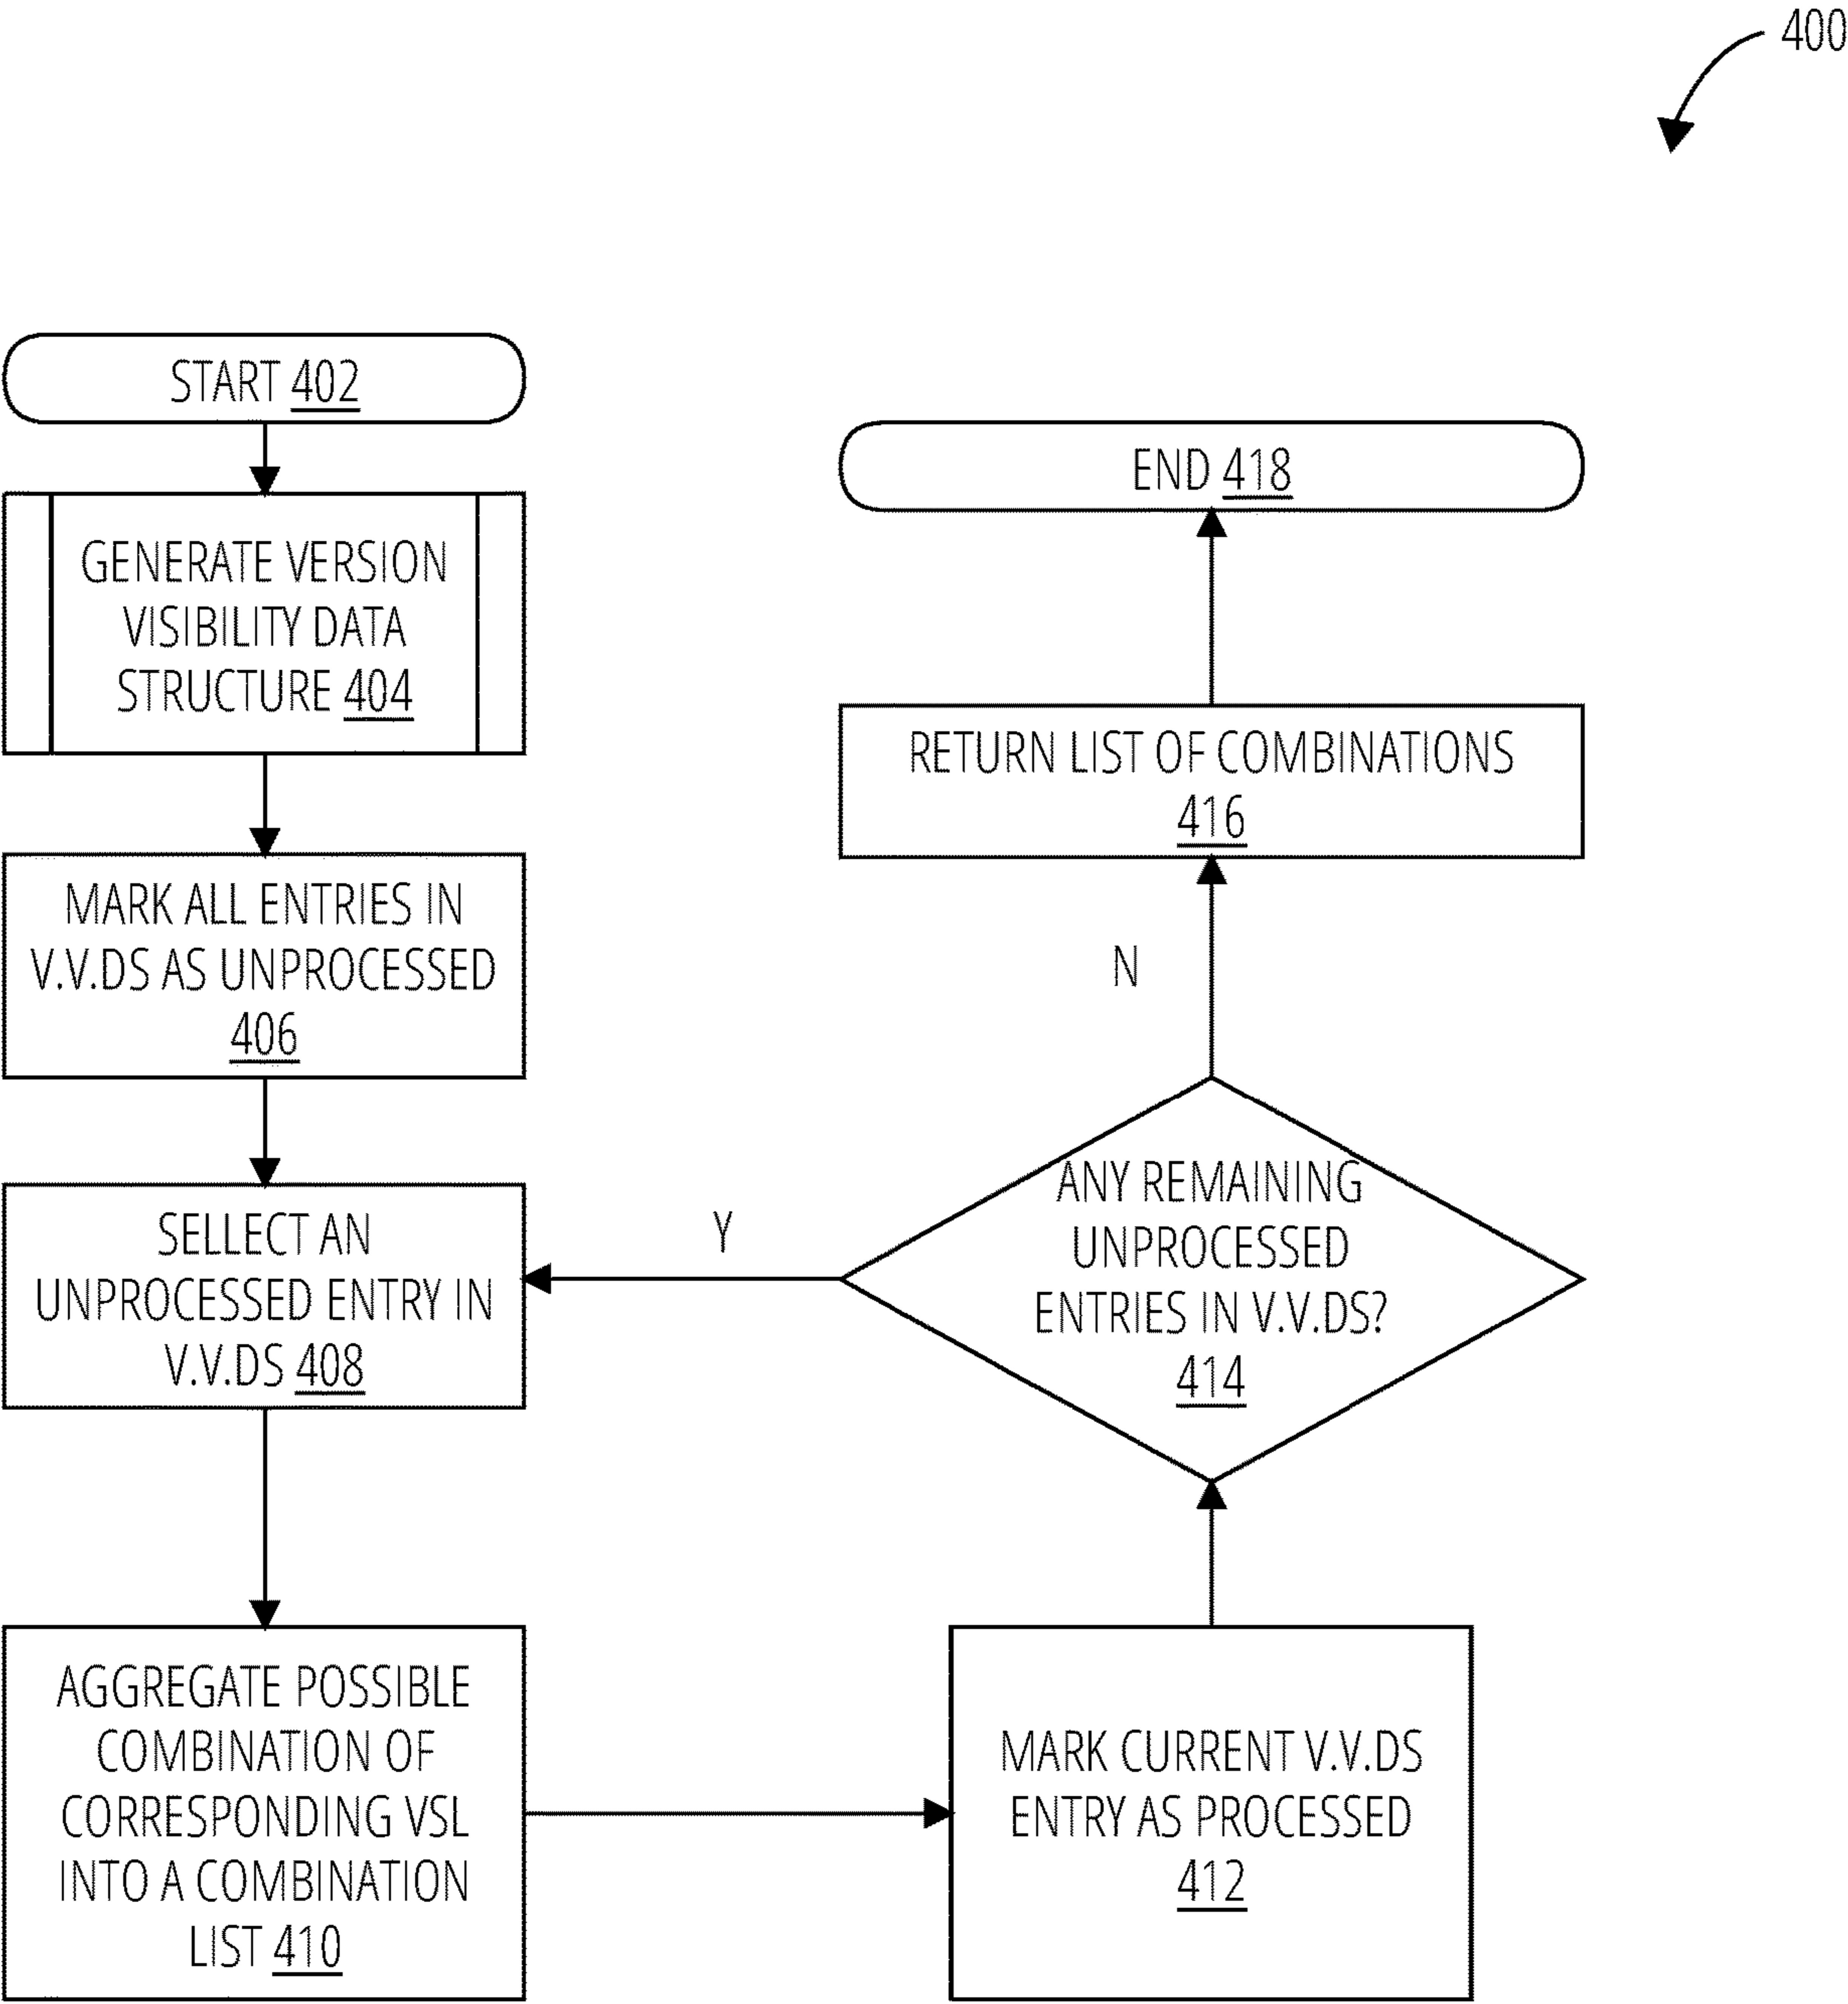 400
START 402
GENERATE VERSION
VISIBILITY DATA
STRUCTURE 404
MARK ALL ENTRIES IN
V.V.DS AS UNPROCESSED
406
SELLECT AN
UNPROCESSED ENTRY IN
V.V.DS 408
AGGREGATE POSSIBLE
COMBINATION OF
CORRESPONDING VSL
INTO A COMBINATION
LIST 410
MARK CURRENT V.V.DS
ENTRY AS PROCESSED
412
ANY REMAINING
UNPROCESSED
ENTRIES IN V.V.DS?
414
Y
N
RETURN LIST OF COMBINATIONS
416
END 418